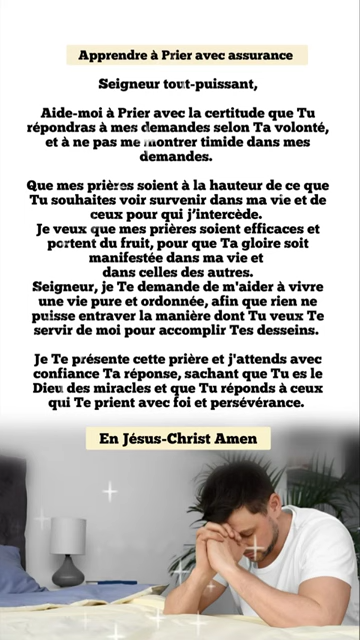 Apprendre à Prier avec assurance
Seigneur tout-puissant,
Aide-moi à Prier avec la certitude que Tu
répondras à mes demandes selon Ta volonté,
et à ne pas me montrer timide dans mes
demandes.
Que mes prières soient à la hauteur de ce que
Tu souhaites voir survenir dans ma vie et de
ceux pour qui j'intercède.
Je veux que mes prières soient efficaces et
portent du fruit, pour que Ta gloire soit
manifestée dans ma vie et
dans celles des autres.
Seigneur, je Te demande de m'aider à vivre
une vie pure et ordonnée, afin que rien ne
puisse entraver la manière dont Tu veux Te
servir de moi pour accomplir Tes desseins.
Je Te présente cette prière et j'attends avec
confiance Ta réponse, sachant que Tu es le
Dieu des miracles et que Tu réponds à ceux
qui Te prient avec foi et persévérance.
En Jésus-Christ Amen